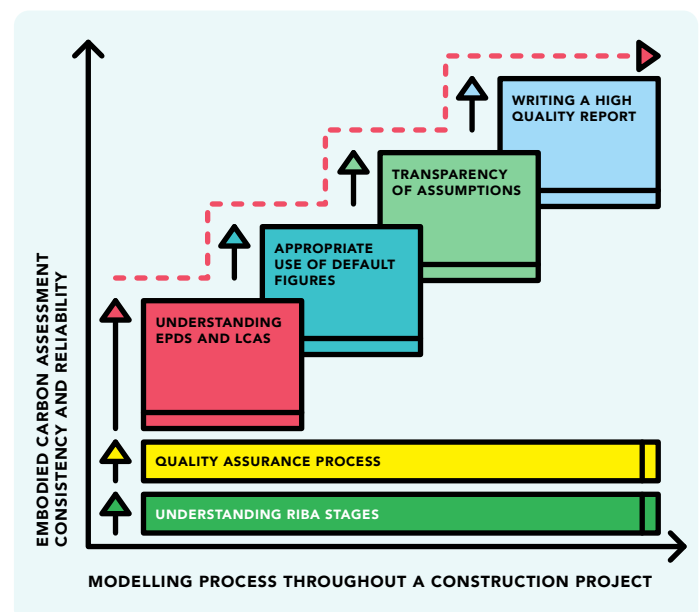 WRITING A HIGH
QUALITY REPORT
TRANSPARENCY
OF ASSUMPTIONS
APPROPRIATE
USE OF DEFAULT
FIGURES
UNDERSTANDING
EPDS AND LCAS
QUALITY ASSURANCE PROCESS
UNDERSTANDING RIBA STAGES
EMBODIED CARBON ASSESSMENT
CONSISTENCY AND RELIABILITY
MODELLING PROCESS THROUGHOUT A CONSTRUCTION PROJECT